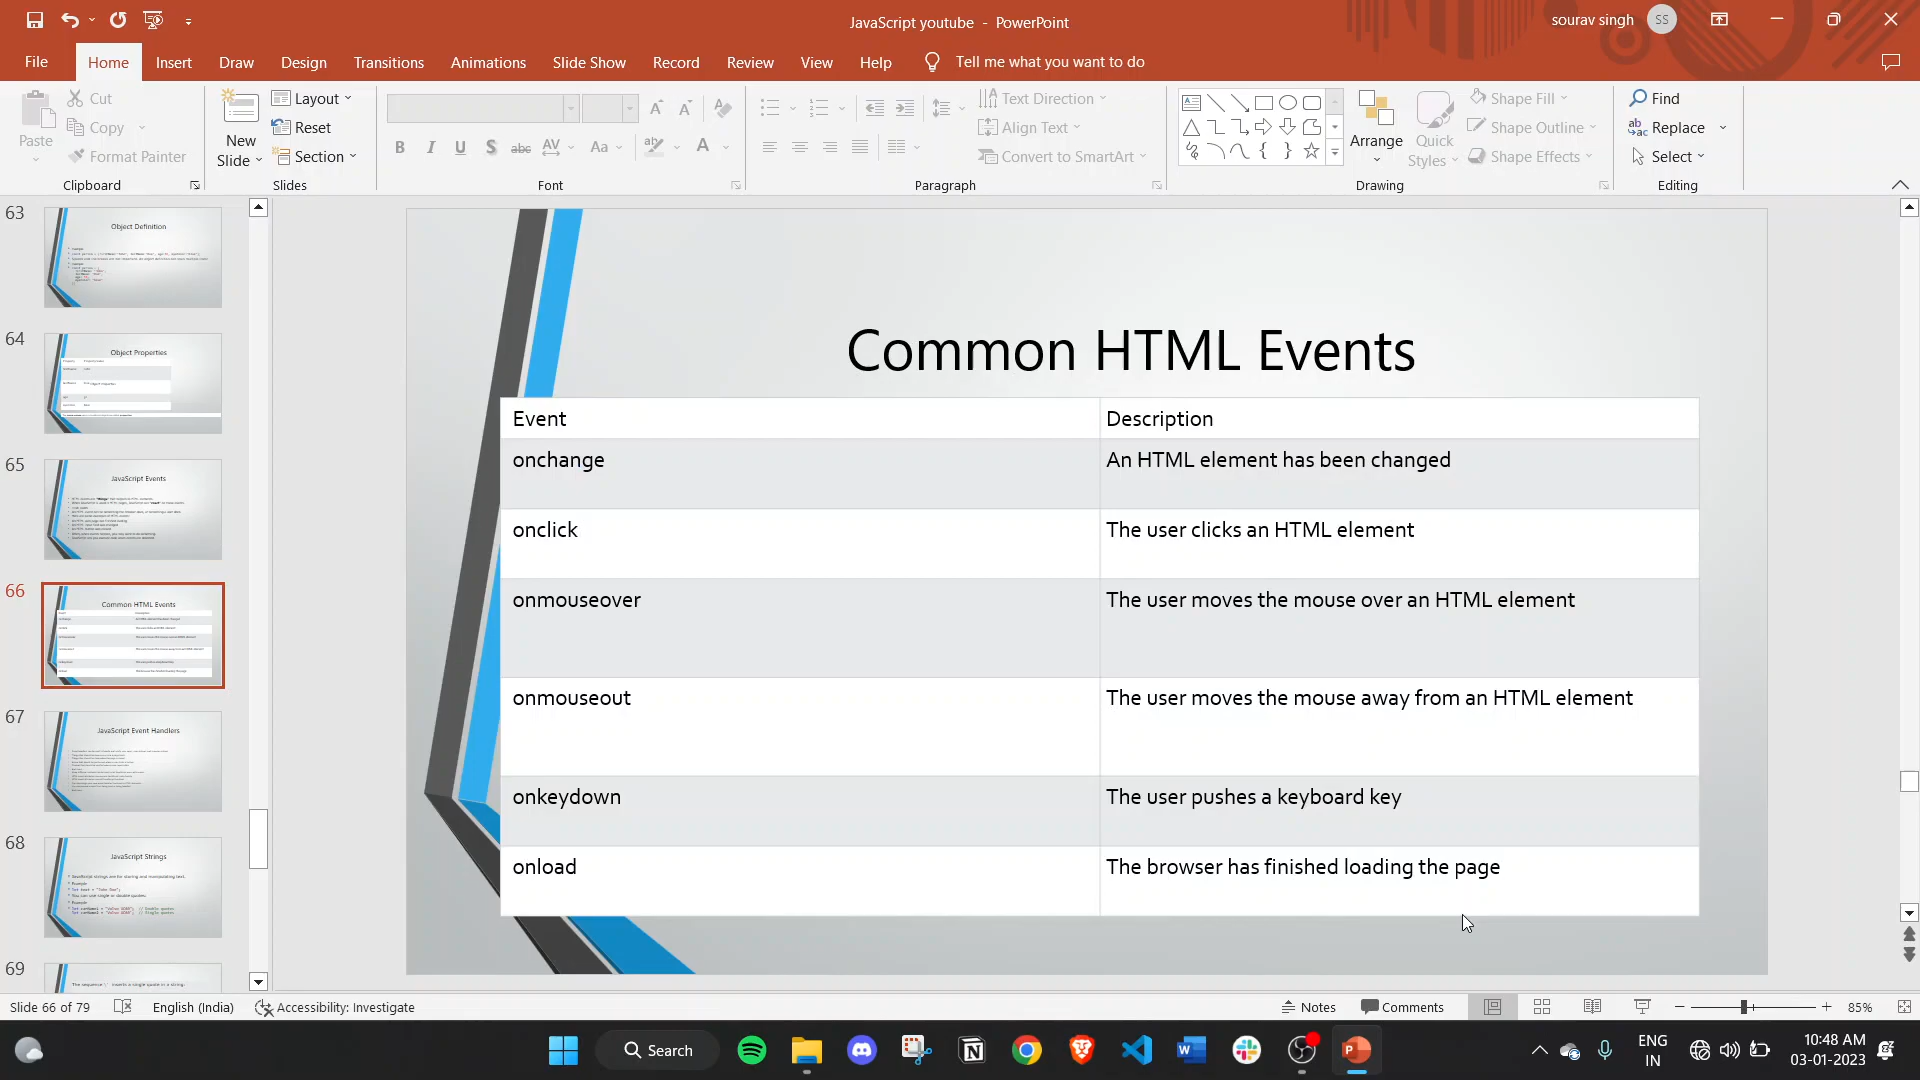 JavaScript youtube - PowerPoint
sourav singh
SS
File
Home
Insert
Draw
Design
Transitions
Animations
Slide Show
Record
Review
View
Help
Tell me what you want to do
Paste
Cut
Copy
Format Painter
Clipboard
New Slide
Layout
Reset
Section
Slides
Font
Text Direction
Align Text
Convert to SmartArt
Paragraph
Arrange
Quick Styles
Shape Fill
Shape Outline
Shape Effects
Drawing
Find
Replace
Select
Editing
63
Object Definition
64
Object Properties
65
JavaScript Events
66
Common HTML Events
67
JavaScript Event Handlers
68
JavaScript Strings
69
Common HTML Events
Event Description
onchange An HTML element has been changed
onclick The user clicks an HTML element
onmouseover The user moves the mouse over an HTML element
onmouseout The user moves the mouse away from an HTML element
onkeydown The user pushes a keyboard key
onload The browser has finished loading the page
Slide 66 of 79
English (India)
Accessibility: Investigate
Notes
Comments
85%
Search
ENG
IN
10:48 AM
03-01-2023